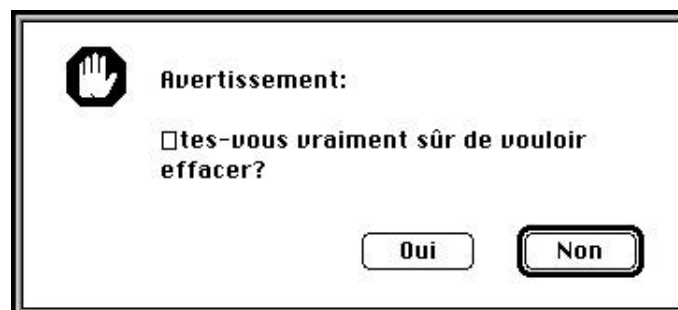 Avertissement:
□tes-vous vraiment sûr de vouloir
effacer?
Oui
Non